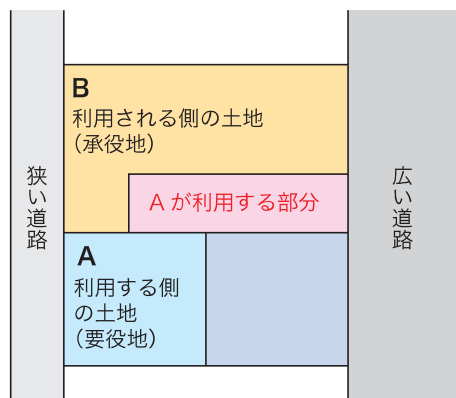 B
利用される側の土地
（承役地）
狭い道路
Aが利用する部分
広い道路
A
利用する側
の土地
（要役地）